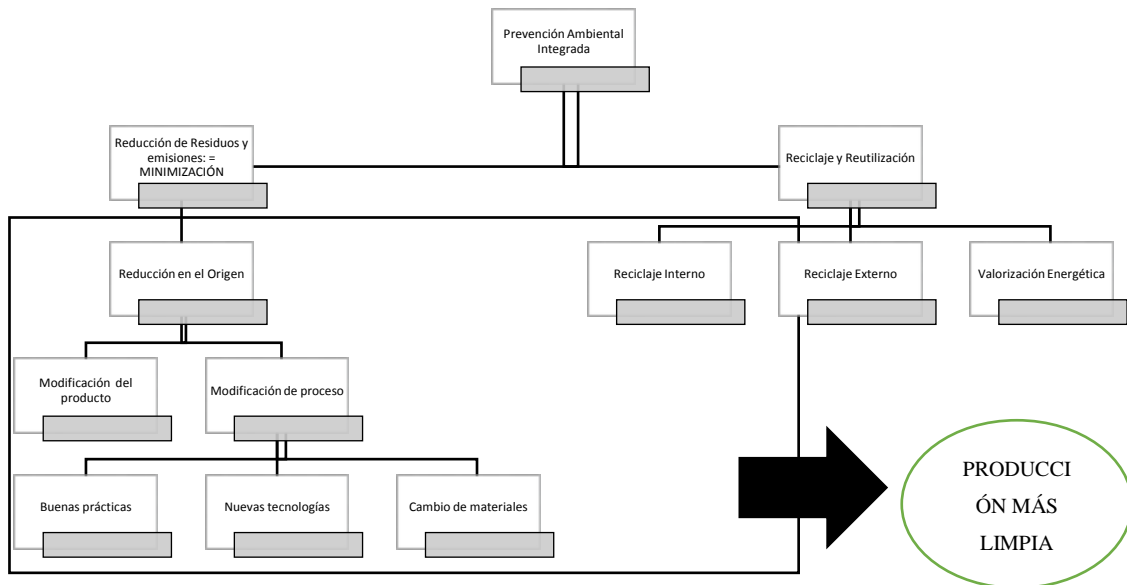 Prevención Ambiental
Integrada
Reducción de Residuos y
emisiones: =
MINIMIZACIÓN
Reciclaje y Reutilización
Reducción en el Origen
Reciclaje Interno
Reciclaje Externo
Valorización Energética
Modificación del
producto
Modificación de proceso
Buenas prácticas
Nuevas tecnologías
Cambio de materiales
PRODUCCI
ÓN MÁS
LIMPIA